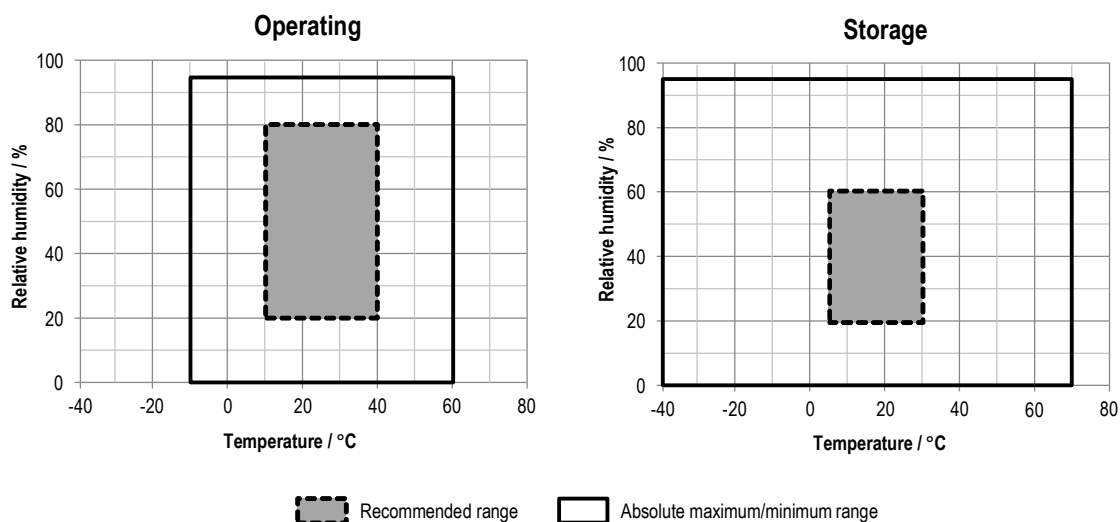 Operating
100
80
60
40
20
0
Relative humidity / %
-40 -20 0 20 40 60 80
Temperature / °C
Storage
100
80
60
40
20
0
Relative humidity / %
-40 -20 0 20 40 60 80
Temperature / °C
Recommended range
Absolute maximum/minimum range